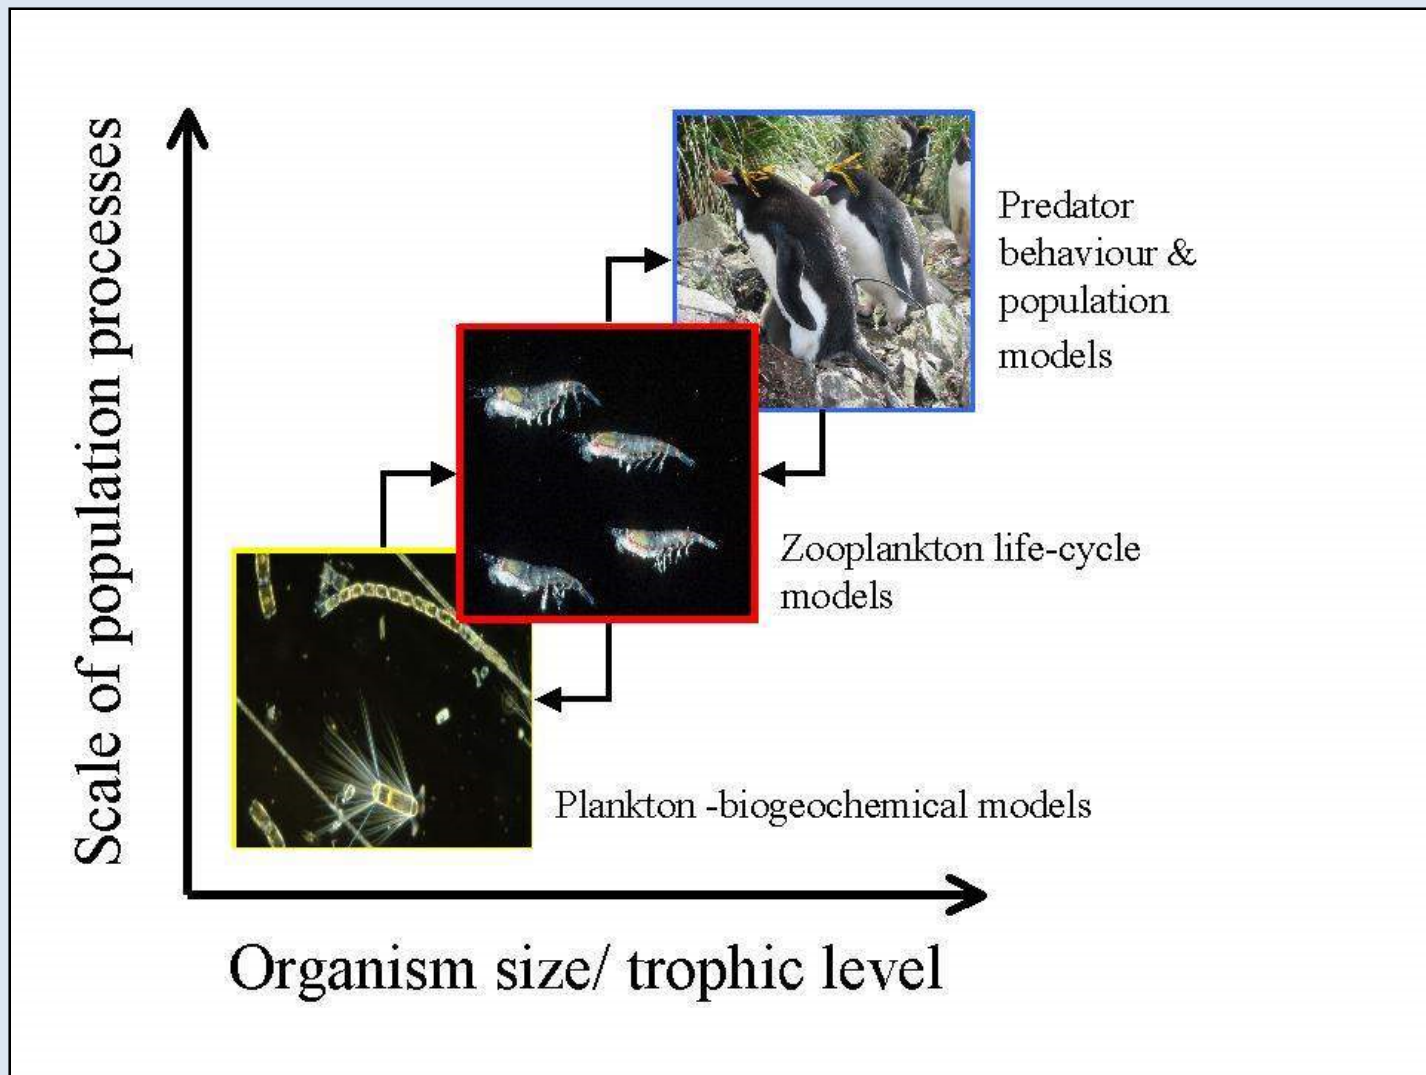 Scale of population processes
Predator
behaviour &
population
models
Zooplankton life-cycle
models
Plankton -biogeochemical models
Organism size/ trophic level